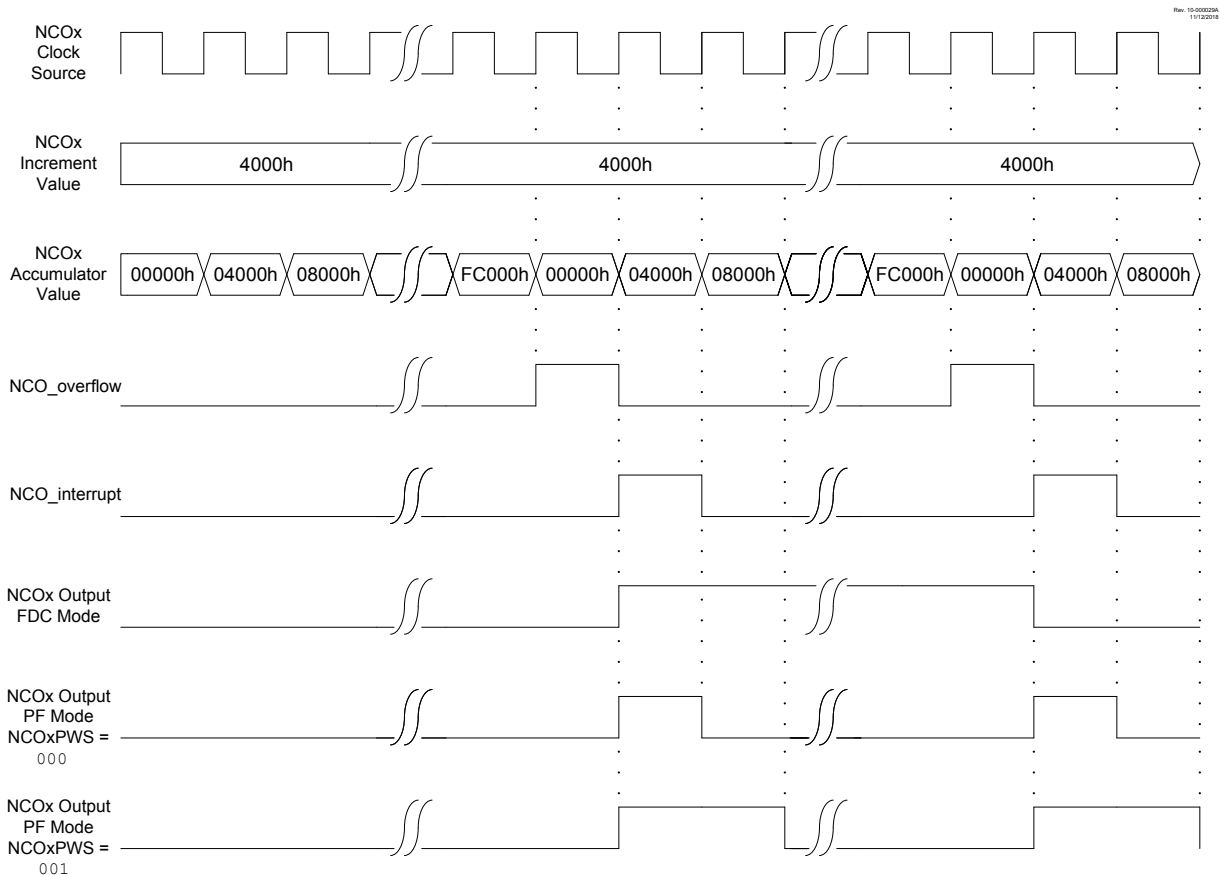 Rev. 10-000029A
11/12/2018
NCOx
Clock
Source
NCOx
Increment
Value
4000h
4000h
4000h
NCOx
Accumulator
Value
00000h
04000h
08000h
FC000h
00000h
04000h
08000h
FC000h
00000h
04000h
08000h
NCO_overflow
NCO_interrupt
NCOx Output
FDC Mode
NCOx Output
PF Mode
NCOxPWS =
000
NCOx Output
PF Mode
NCOxPWS =
001